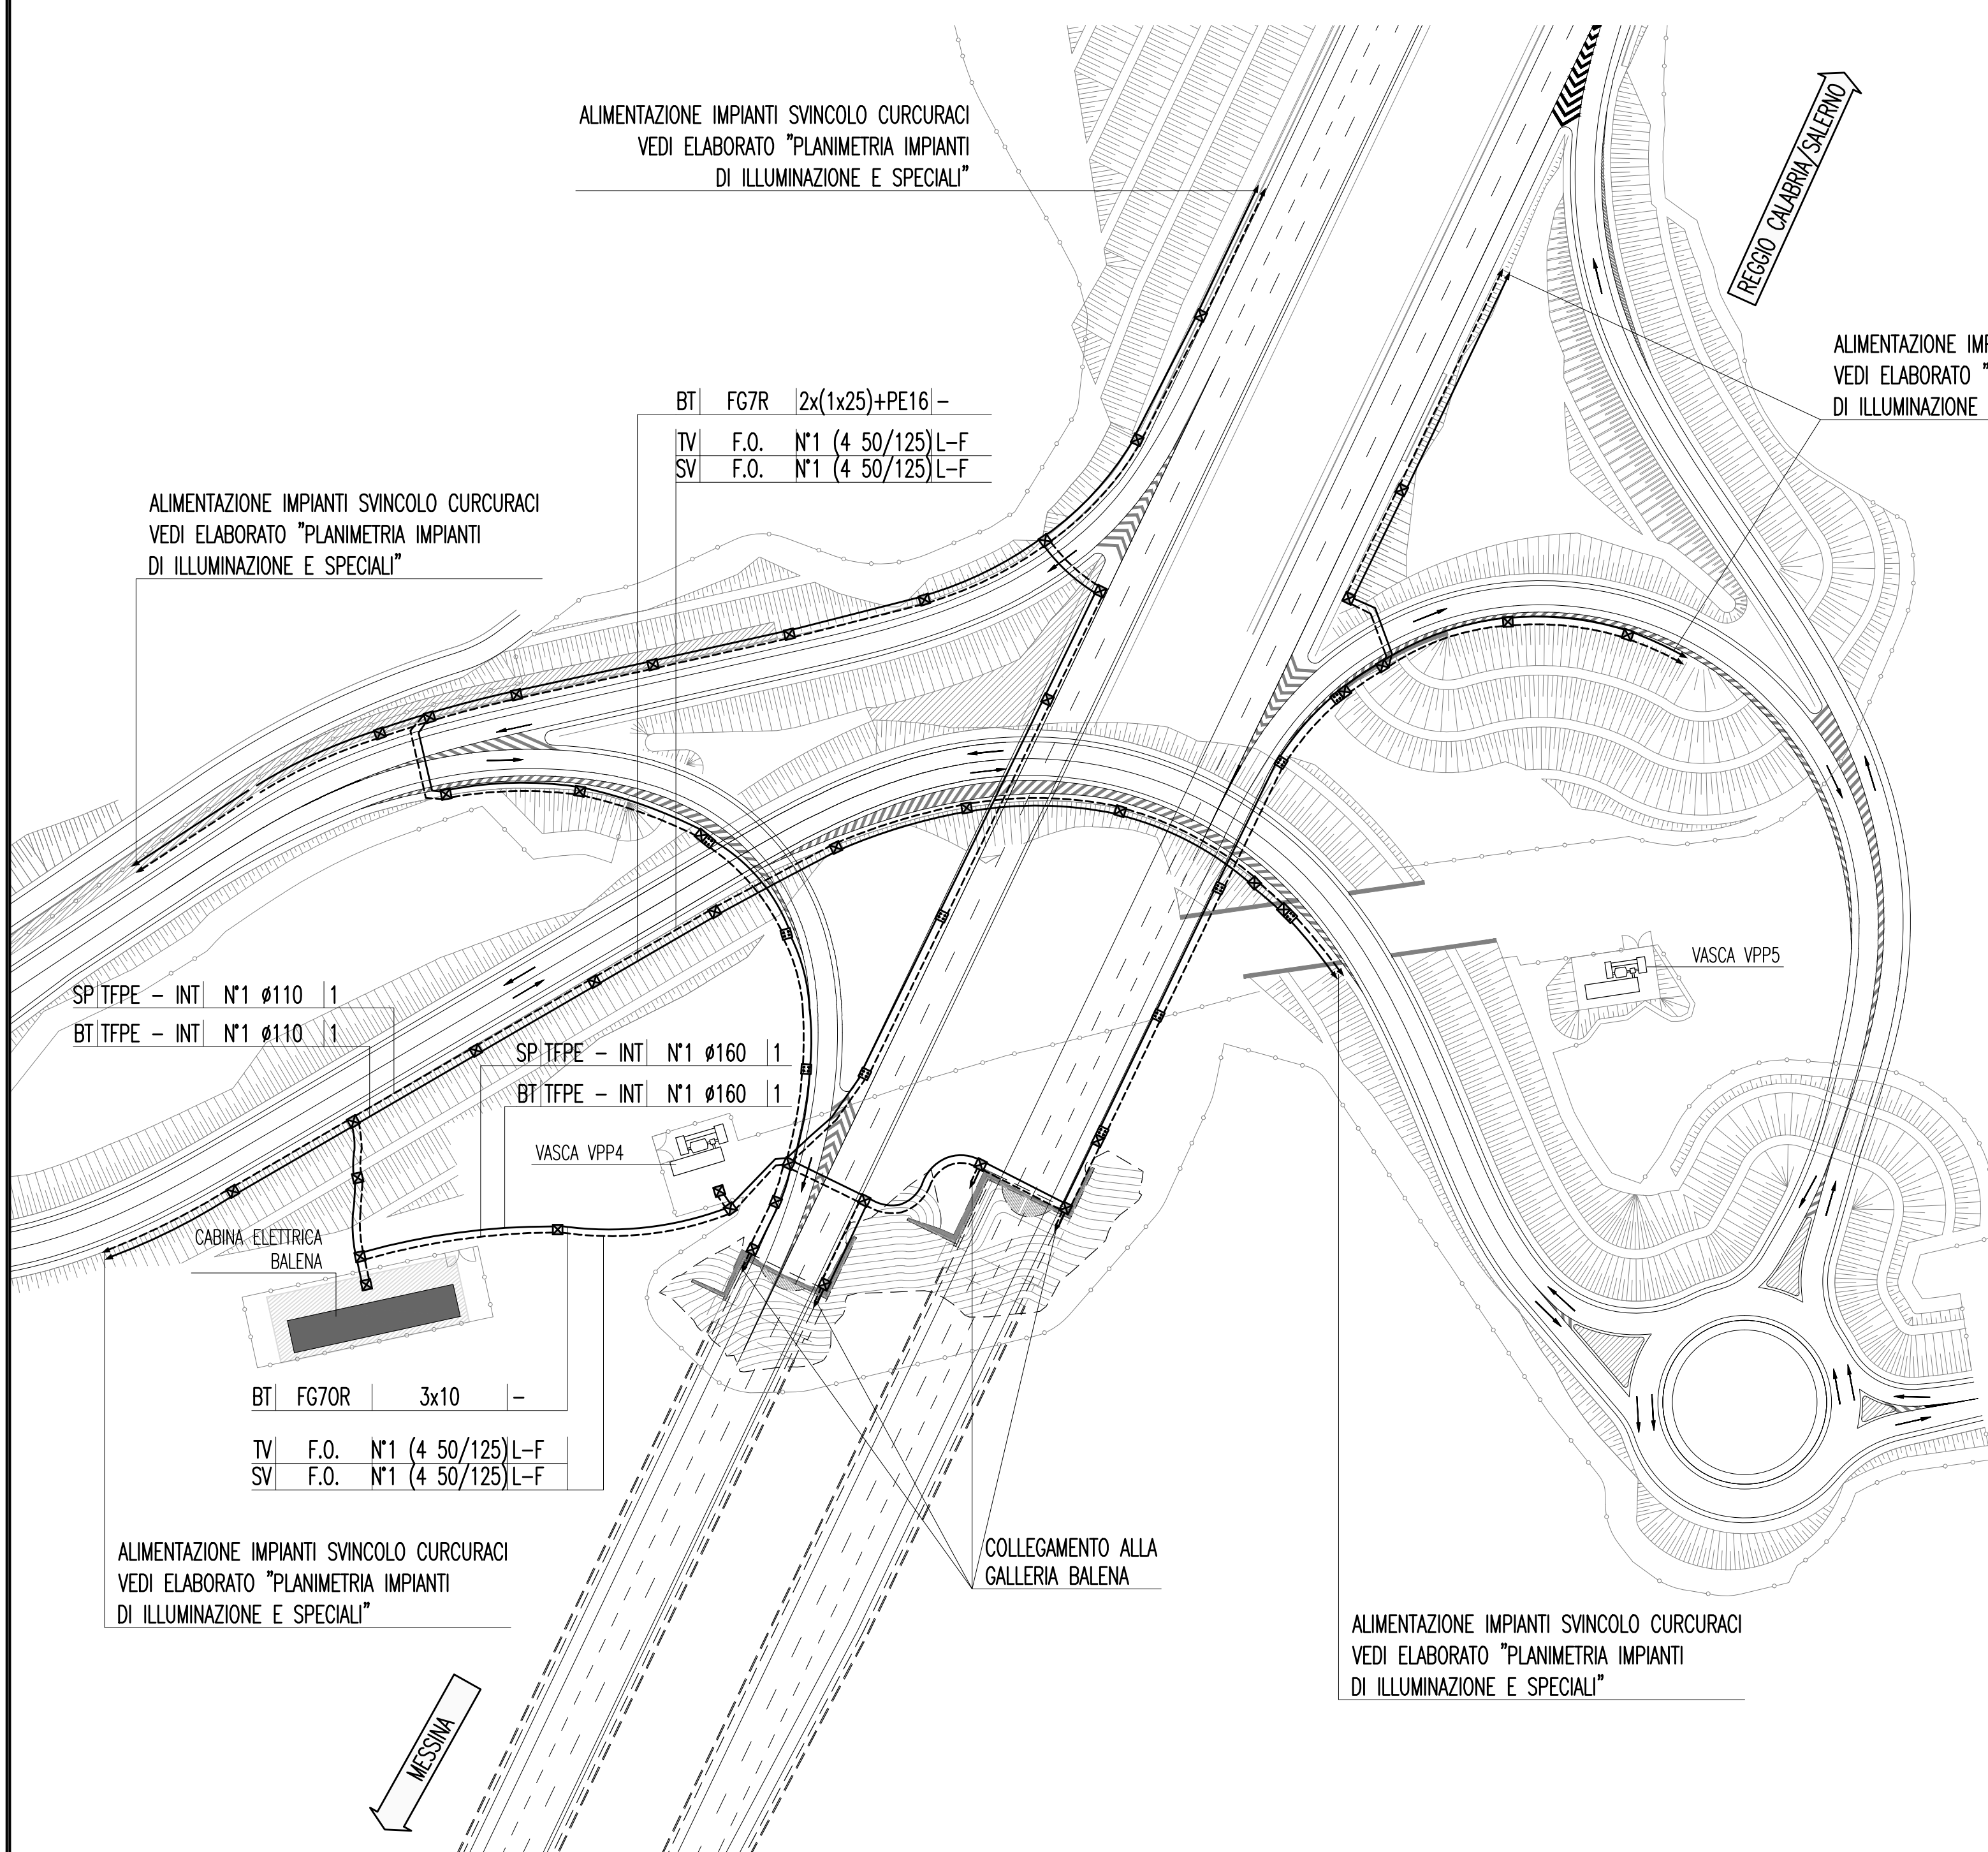 ALIMENTAZIONE IMPIANTI SVINCOLO CURCURACI
VEDI ELABORATO "PLANIMETRIA IMPIANTI
DI ILLUMINAZIONE E SPECIALI"
REGGIO CALABRIA/SALERNO
ALIMENTAZIONE IMP
VEDI ELABORATO "
DI ILLUMINAZIONE
BT FG7R 2x(1x25)+PE16 -
TV F.O. N°1 (4 50/125) L-F
SV F.O. N°1 (4 50/125) L-F
ALIMENTAZIONE IMPIANTI SVINCOLO CURCURACI
VEDI ELABORATO "PLANIMETRIA IMPIANTI
DI ILLUMINAZIONE E SPECIALI"
VASCA VPP5
SP TFPE - INT N°1 ø110 1
BT TFPE - INT N°1 ø110 1
SP TFPE - INT N°1 ø160 1
BT TFPE - INT N°1 ø160 1
VASCA VPP4
CABINA ELETTRICA
BALENA
BT FG7OR 3x10 -
TV F.O. N°1 (4 50/125) L-F
SV F.O. N°1 (4 50/125) L-F
ALIMENTAZIONE IMPIANTI SVINCOLO CURCURACI
VEDI ELABORATO "PLANIMETRIA IMPIANTI
DI ILLUMINAZIONE E SPECIALI"
COLLEGAMENTO ALLA
GALLERIA BALENA
ALIMENTAZIONE IMPIANTI SVINCOLO CURCURACI
VEDI ELABORATO "PLANIMETRIA IMPIANTI
DI ILLUMINAZIONE E SPECIALI"
MESSINA